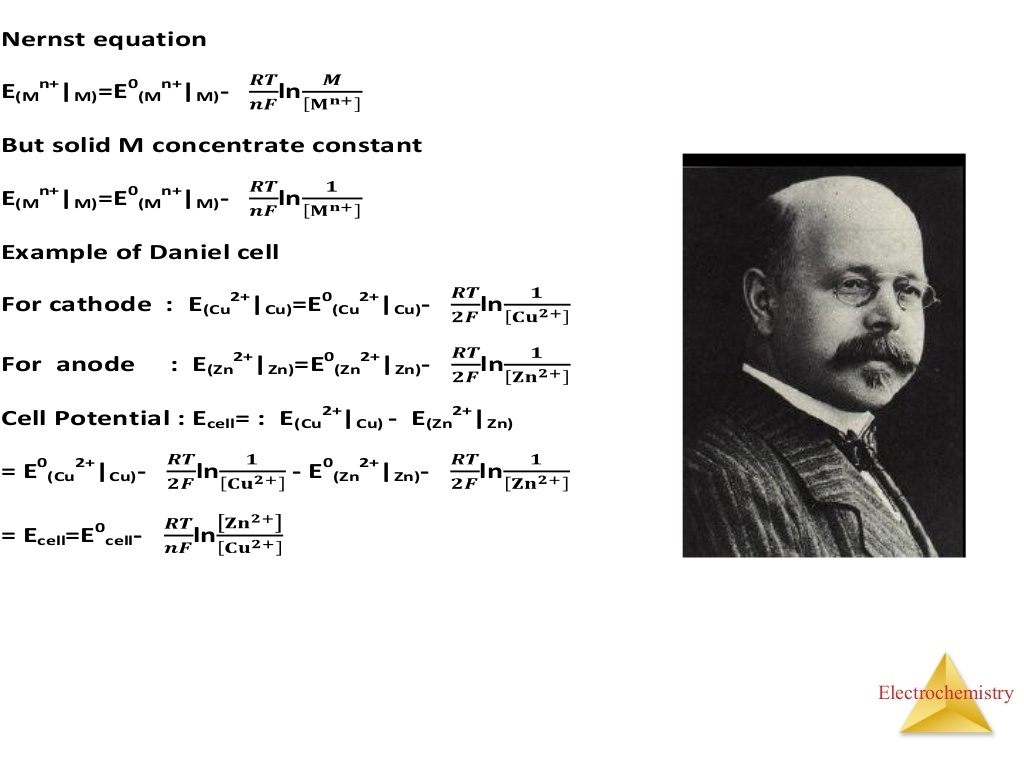 Nernst equation
E(Mⁿ⁺|M)=E⁰(Mⁿ⁺|M)- RT/nF ln M/[Mⁿ⁺]
But solid M concentrate constant
E(Mⁿ⁺|M)=E⁰(Mⁿ⁺|M)- RT/nF ln 1/[Mⁿ⁺]
Example of Daniel cell
For cathode : E(Cu²⁺|Cu)=E⁰(Cu²⁺|Cu)- RT/2F ln 1/[Cu²⁺]
For anode : E(Zn²⁺|Zn)=E⁰(Zn²⁺|Zn)- RT/2F ln 1/[Zn²⁺]
Cell Potential : Ecell= : E(Cu²⁺|Cu) - E(Zn²⁺|Zn)
= E⁰(Cu²⁺|Cu)- RT/2F ln 1/[Cu²⁺] - E⁰(Zn²⁺|Zn)- RT/2F ln 1/[Zn²⁺]
= Ecell=E⁰cell- RT/nF ln [Zn²⁺]/[Cu²⁺]
Electrochemistry